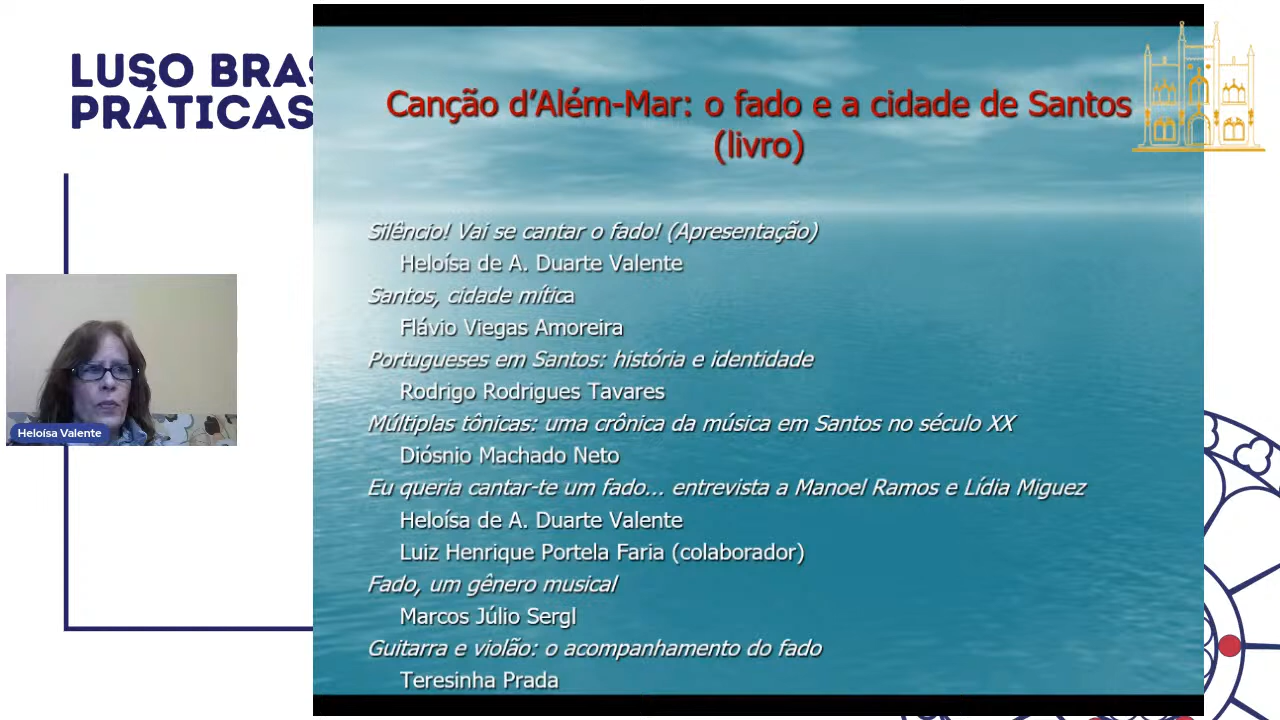 LUSO BRAS
PRÁTICAS
Canção d'Além-Mar: o fado e a cidade de Santos
(livro)
Silêncio! Vai se cantar o fado! (Apresentação)
Heloísa de A. Duarte Valente
Santos, cidade mítica
Flávio Viegas Amoreira
Portugueses em Santos: história e identidade
Rodrigo Rodrigues Tavares
Múltiplas tônicas: uma crônica da música em Santos no século XX
Diósnio Machado Neto
Eu queria cantar-te um fado... entrevista a Manoel Ramos e Lídia Miguez
Heloísa de A. Duarte Valente
Luiz Henrique Portela Faria (colaborador)
Fado, um gênero musical
Marcos Júlio Sergl
Guitarra e violão: o acompanhamento do fado
Teresinha Prada
Heloísa Valente